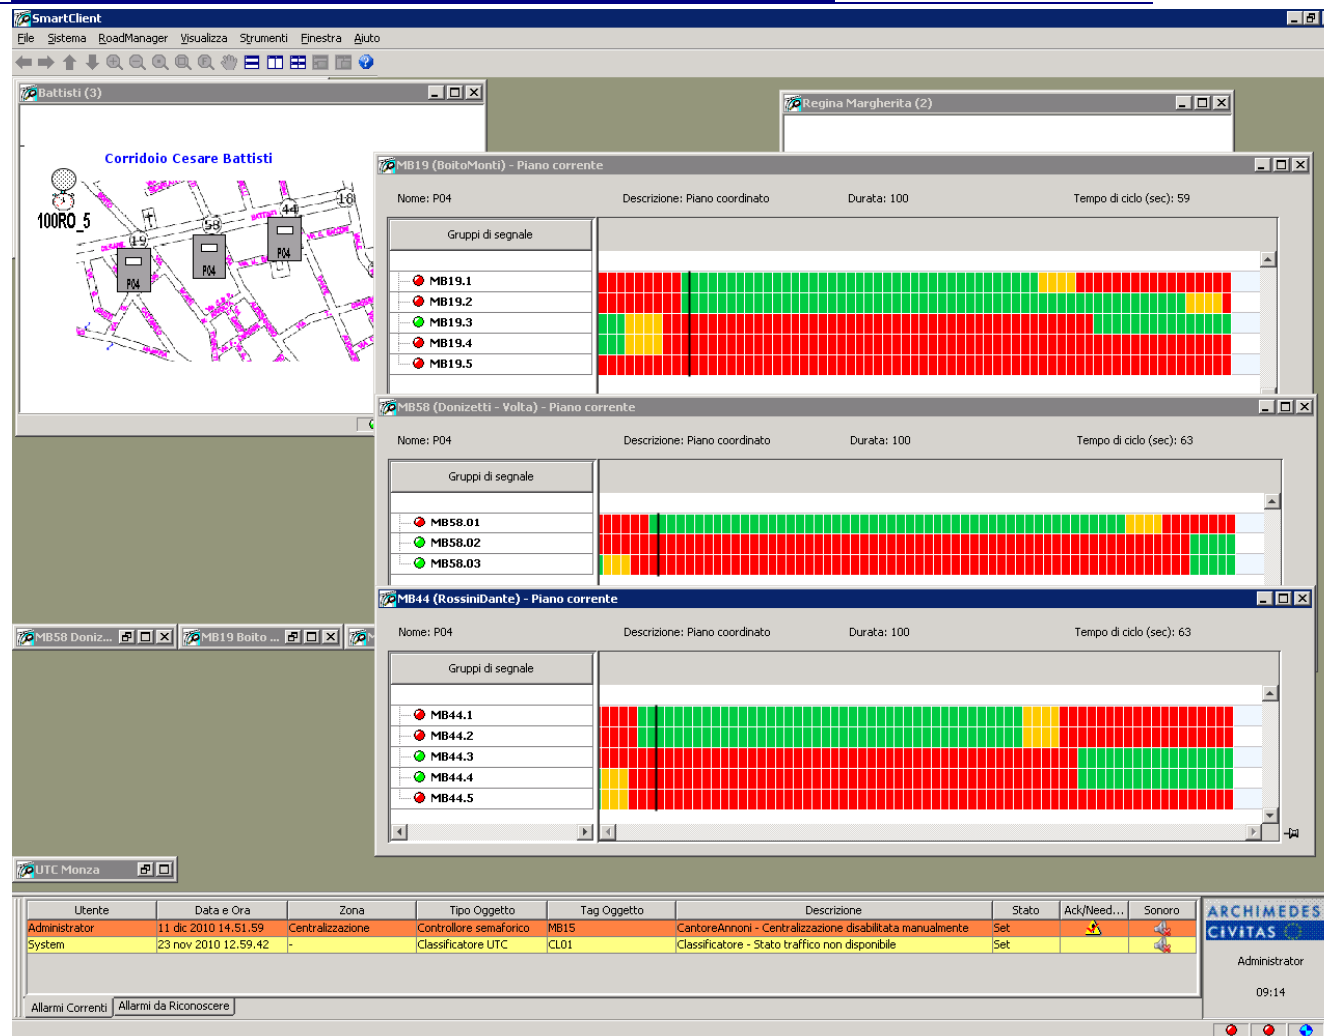 SmartClient
File Sistema RoadManager Visualizza Strumenti Finestra Aiuto
Battisti (3)
Regina Margherita (2)
Corridoio Cesare Battisti
100RO_5
18
44
58
19
P04
P04
P04
MB19 (BoitoMonti) - Piano corrente
Nome: P04 Descrizione: Piano coordinato Durata: 100 Tempo di ciclo (sec): 59
Gruppi di segnale
MB19.1
MB19.2
MB19.3
MB19.4
MB19.5
MB58 (Donizetti - Volta) - Piano corrente
Nome: P04 Descrizione: Piano coordinato Durata: 100 Tempo di ciclo (sec): 63
Gruppi di segnale
MB58.01
MB58.02
MB58.03
MB44 (RossiniDante) - Piano corrente
Nome: P04 Descrizione: Piano coordinato Durata: 100 Tempo di ciclo (sec): 63
Gruppi di segnale
MB44.1
MB44.2
MB44.3
MB44.4
MB44.5
MB58 Doniz... MB19 Boito ...
UTC Monza
Utente Data e Ora Zona Tipo Oggetto Tag Oggetto Descrizione Stato Ack/Need... Sonoro
Administrator 11 dic 2010 14.51.59 Centralizzazione Controllore semaforico MB15 CantoreAnnoni - Centralizzazione disabilitata manualmente Set
System 23 nov 2010 12.59.42 - Classificatore UTC CL01 Classificatore - Stato traffico non disponibile Set
Allarmi Correnti Allarmi da Riconoscere
ARCHIMEDES
CiViTAS
Administrator
09:14